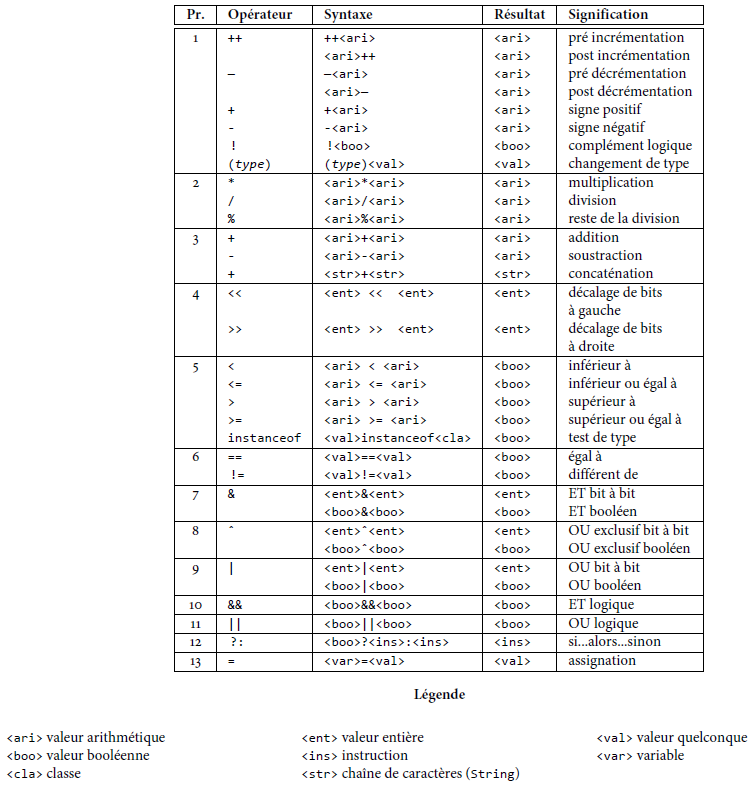 Pr. Opérateur Syntaxe Résultat Signification
1 ++ ++<ari> <ari> pré incrémentation
<ari>++ <ari> post incrémentation
— —<ari> <ari> pré décrémentation
<ari>— <ari> post décrémentation
+ +<ari> <ari> signe positif
- -<ari> <ari> signe négatif
! !<boo> <boo> complément logique
(type) (type)<val> <val> changement de type
2 * <ari>*<ari> <ari> multiplication
/ <ari>/<ari> <ari> division
% <ari>%<ari> <ari> reste de la division
3 + <ari>+<ari> <ari> addition
- <ari>-<ari> <ari> soustraction
+ <str>+<str> <str> concaténation
4 << <ent> << <ent> <ent> décalage de bits
à gauche
>> <ent> >> <ent> <ent> décalage de bits
à droite
5 < <ari> < <ari> <boo> inférieur à
<= <ari> <= <ari> <boo> inférieur ou égal à
> <ari> > <ari> <boo> supérieur à
>= <ari> >= <ari> <boo> supérieur ou égal à
instanceof <val>instanceof<cla> <boo> test de type
6 == <val>==<val> <boo> égal à
!= <val>!=<val> <boo> différent de
7 & <ent>&<ent> <ent> ET bit à bit
<boo>&<boo> <boo> ET booléen
8 ˆ <ent>ˆ<ent> <ent> OU exclusif bit à bit
<boo>ˆ<boo> <boo> OU exclusif booléen
9 | <ent>|<ent> <ent> OU bit à bit
<boo>|<boo> <boo> OU booléen
10 && <boo>&&<boo> <boo> ET logique
11 || <boo>||<boo> <boo> OU logique
12 ?: <boo>?<ins>:<ins> <ins> si...alors...sinon
13 = <var>=<val> <val> assignation
Légende
<ari> valeur arithmétique <ent> valeur entière <val> valeur quelconque
<boo> valeur booléenne <ins> instruction <var> variable
<cla> classe <str> chaîne de caractères (String)